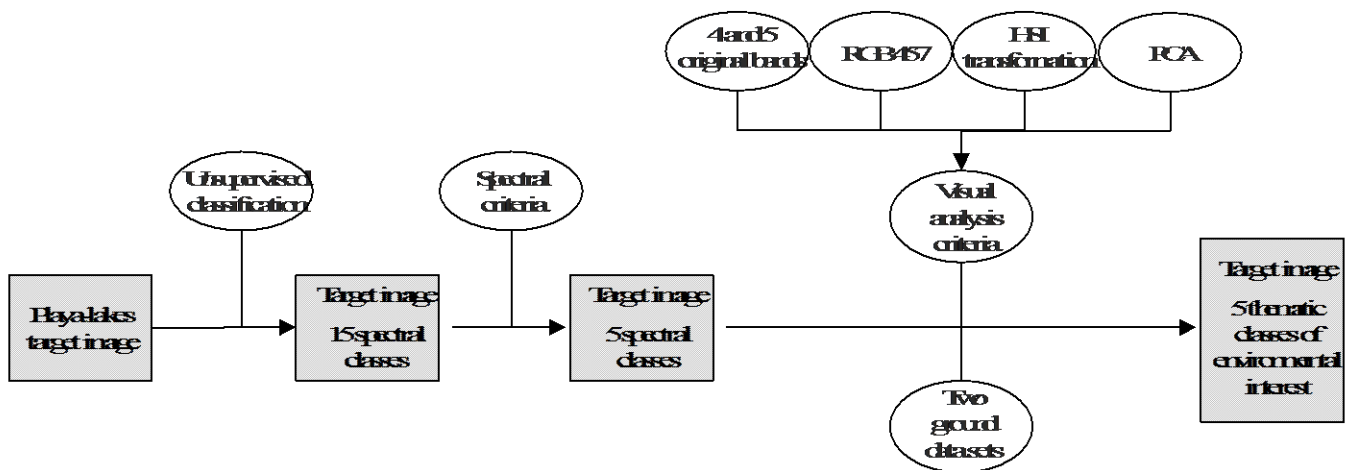 4 and 5
original bands
RGB457
HSI
transformation
PCA
Unsupervised
classification
Spectral
criteria
Visual
analysis
criteria
Playa-lakes
target image
Target image
15 spectral
classes
Target image
5 spectral
classes
Target image
5 thematic
classes of
environmental
interest
Two
ground
data sets